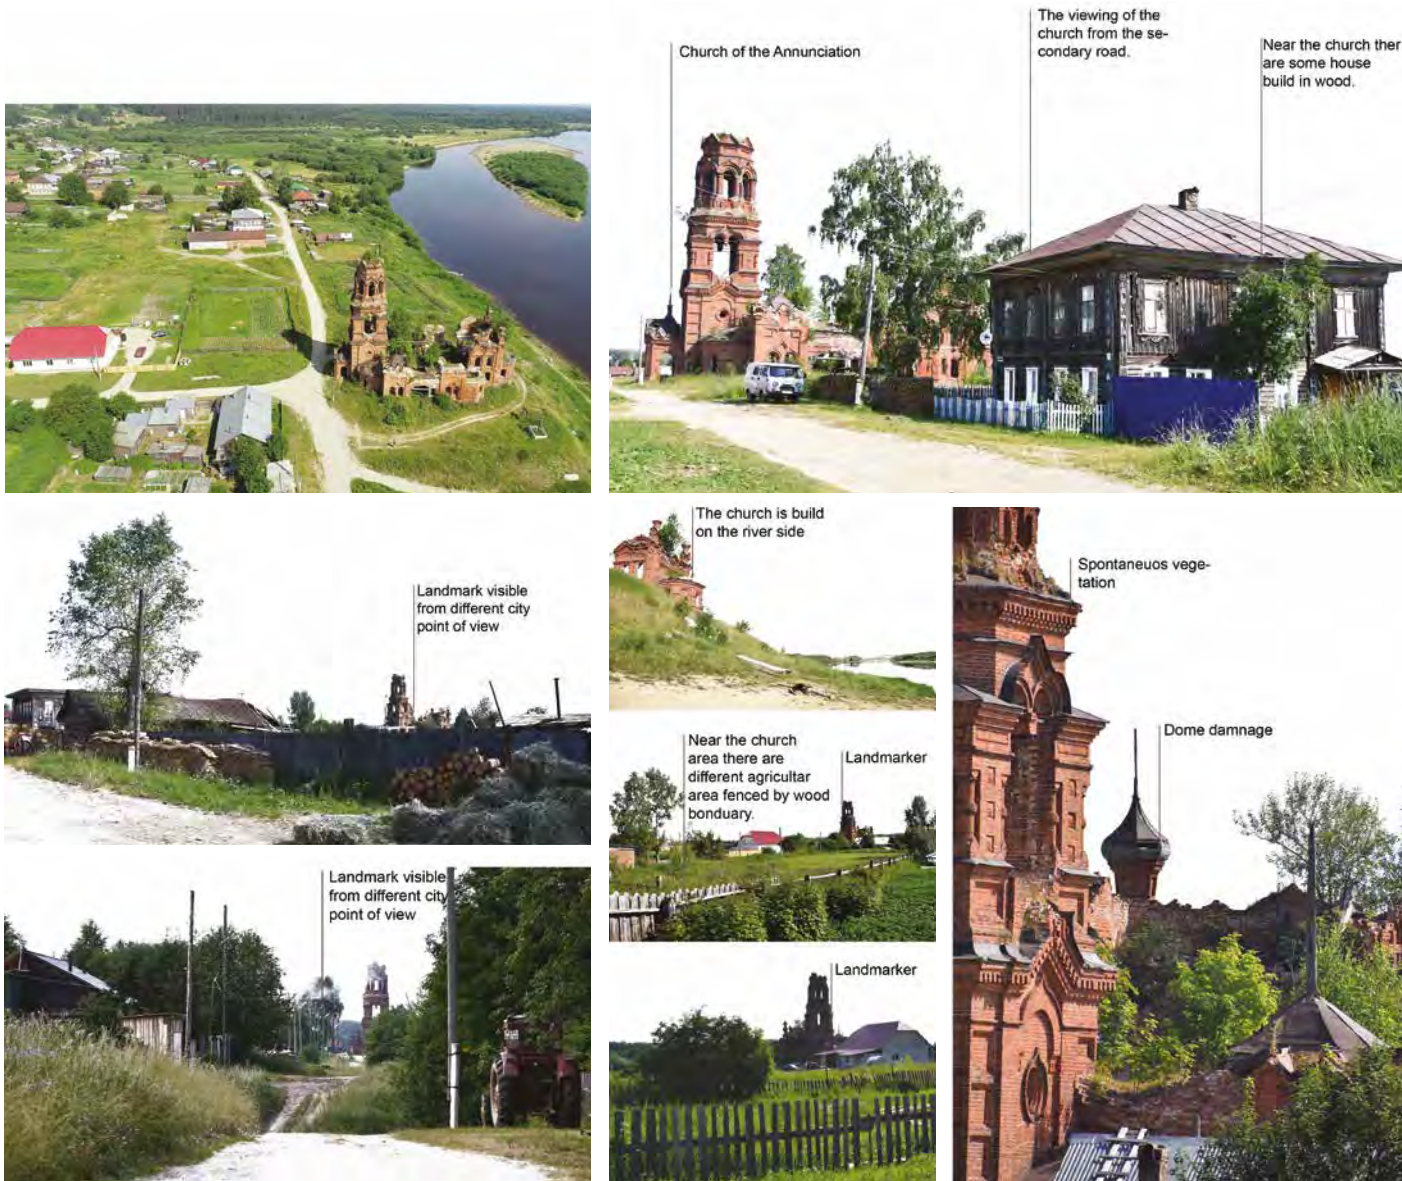 Church of the Annunciation
The viewing of the
church from the se-
condary road.
Near the church ther
are some house
build in wood.
Landmark visible
from different city
point of view
The church is build
on the river side
Spontaneuos vege-
tation
Near the church
area there are
different agricultar
area fenced by wood
bonduary.
Landmarker
Dome damnage
Landmark visible
from different city
point of view
Landmarker